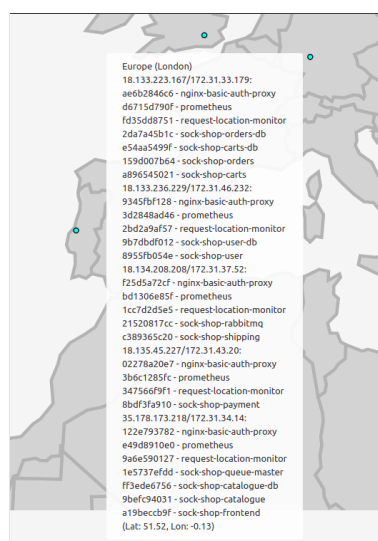 Europe (London)
18.133.223.167/172.31.33.179:
ae6b2846c6 - nginx-basic-auth-proxy
d6715d790f - prometheus
fd35dd8751 - request-location-monitor
2da7a45b1c - sock-shop-orders-db
e54aa5499f - sock-shop-carts-db
159d007b64 - sock-shop-orders
a896545021 - sock-shop-carts
18.133.236.229/172.31.46.232:
9345fbf128 - nginx-basic-auth-proxy
3d2848ad46 - prometheus
2bd2a9af57 - request-location-monitor
9b7dbdf012 - sock-shop-user-db
8955fb054e - sock-shop-user
18.134.208.208/172.31.37.52:
f25d5a72cf - nginx-basic-auth-proxy
bd1306e85f - prometheus
1cc7d2d5e5 - request-location-monitor
21520817cc - sock-shop-rabbitmq
c389365c20 - sock-shop-shipping
18.135.45.227/172.31.43.20:
02278a20e7 - nginx-basic-auth-proxy
3b6c1285fc - prometheus
347566f9f1 - request-location-monitor
8bdf3fa910 - sock-shop-payment
35.178.173.218/172.31.34.14:
122e793782 - nginx-basic-auth-proxy
e49d8910e0 - prometheus
9a6e590127 - request-location-monitor
1e5737efdd - sock-shop-queue-master
ff3ede6756 - sock-shop-catalogue-db
9befc94031 - sock-shop-catalogue
a19beccb9f - sock-shop-frontend
(Lat: 51.52, Lon: -0.13)